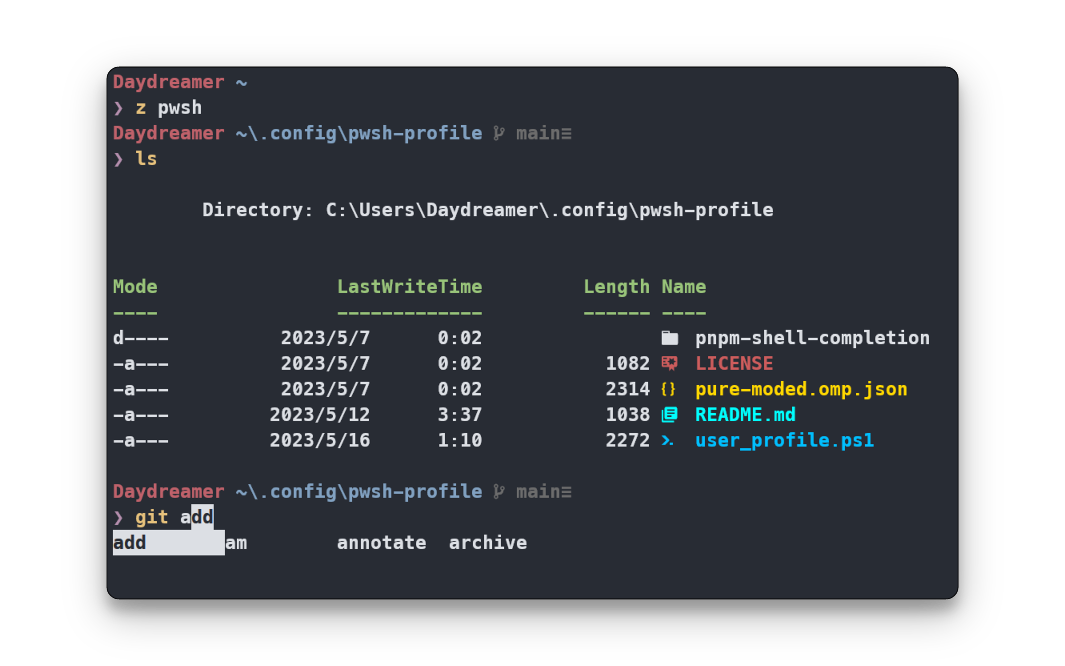 Daydreamer ~
❯ z pwsh
Daydreamer ~\.config\pwsh-profile main≡
❯ ls
Directory: C:\Users\Daydreamer\.config\pwsh-profile
Mode LastWriteTime Length Name
---- ------------- ------ ----
d---- 2023/5/7 0:02 pnpm-shell-completion
-a--- 2023/5/7 0:02 1082 LICENSE
-a--- 2023/5/7 0:02 2314 pure-moded.omp.json
-a--- 2023/5/12 3:37 1038 README.md
-a--- 2023/5/16 1:10 2272 user_profile.ps1
Daydreamer ~\.config\pwsh-profile main≡
❯ git add
add am annotate archive